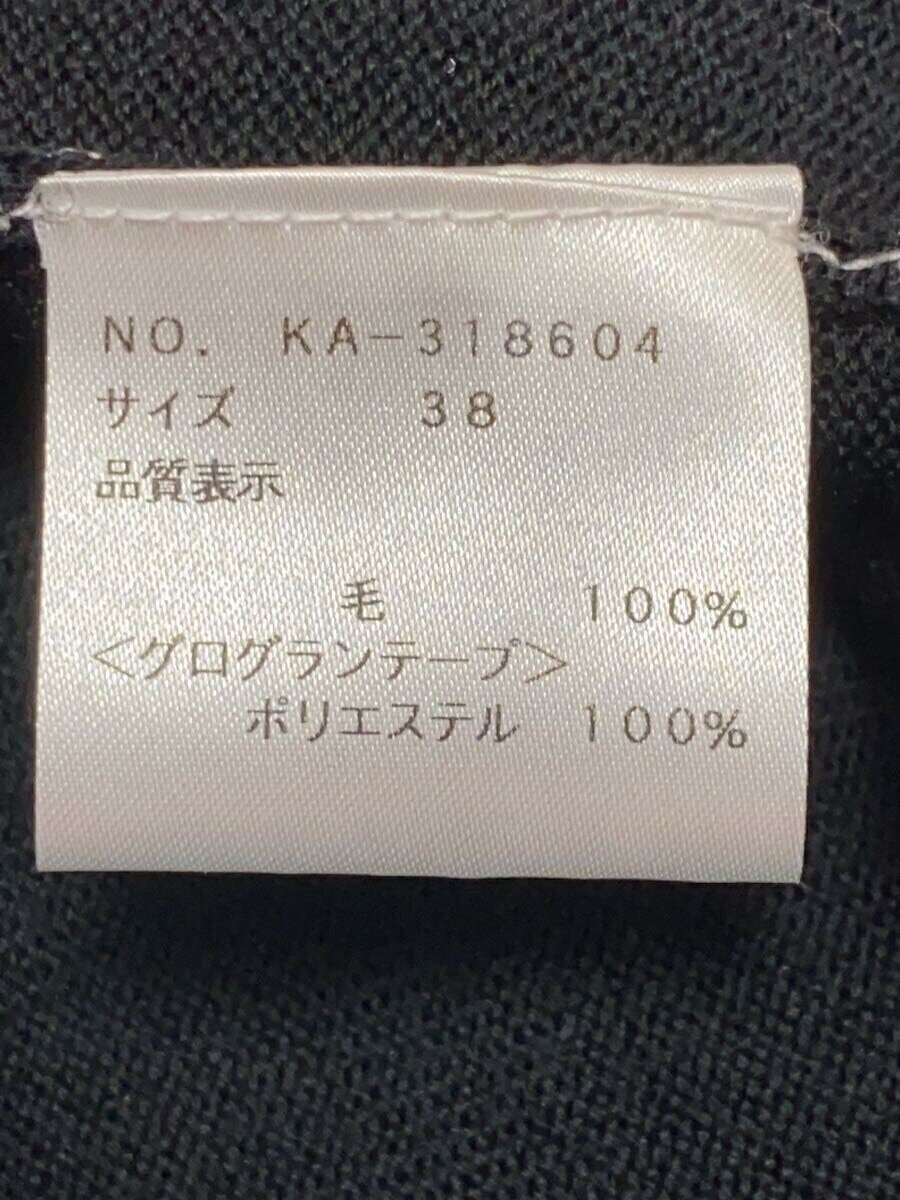 NO. KA-318604
サイズ 38
品質表示
毛 100%
<グログランテープ>
ポリエステル 100%